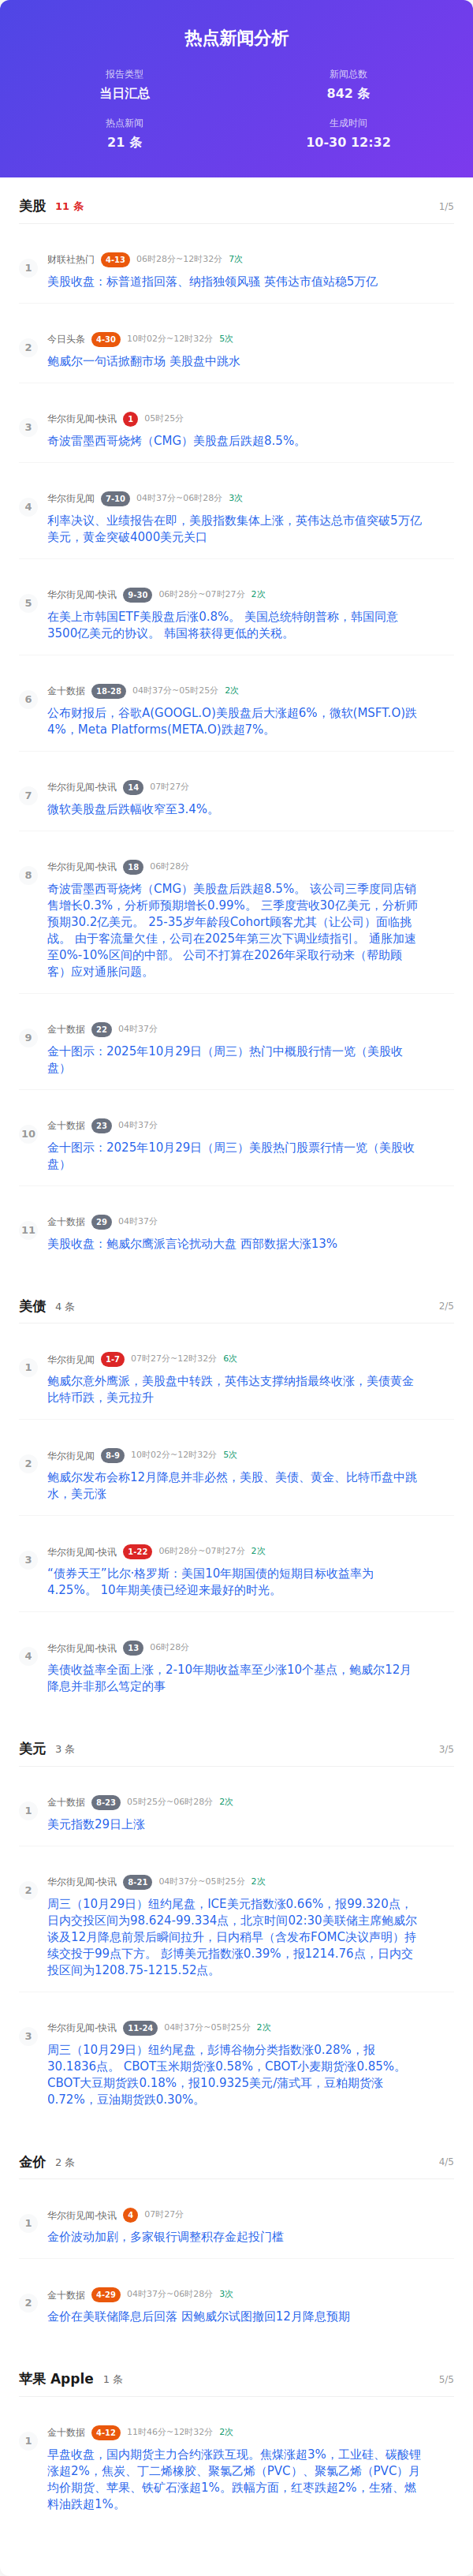 热点新闻分析
报告类型
新闻总数
当日汇总
842 条
热点新闻
生成时间
21 条
10-30 12:32
美股 11 条 1/5
1
财联社热门 4-13 06时28分~12时32分 7次
美股收盘：标普道指回落、纳指独领风骚 英伟达市值站稳5万亿
2
今日头条 4-30 10时02分~12时32分 5次
鲍威尔一句话掀翻市场 美股盘中跳水
3
华尔街见闻-快讯 1 05时25分
奇波雷墨西哥烧烤（CMG）美股盘后跌超8.5%。
4
华尔街见闻 7-10 04时37分~06时28分 3次
利率决议、业绩报告在即，美股指数集体上涨，英伟达总市值突破5万亿
美元，黄金突破4000美元关口
5
华尔街见闻-快讯 9-30 06时28分~07时27分 2次
在美上市韩国ETF美股盘后涨0.8%。 美国总统特朗普称，韩国同意
3500亿美元的协议。 韩国将获得更低的关税。
6
金十数据 18-28 04时37分~05时25分 2次
公布财报后，谷歌A(GOOGL.O)美股盘后大涨超6%，微软(MSFT.O)跌
4%，Meta Platforms(META.O)跌超7%。
7
华尔街见闻-快讯 14 07时27分
微软美股盘后跌幅收窄至3.4%。
8
华尔街见闻-快讯 18 06时28分
奇波雷墨西哥烧烤（CMG）美股盘后跌超8.5%。 该公司三季度同店销
售增长0.3%，分析师预期增长0.99%。 三季度营收30亿美元，分析师
预期30.2亿美元。 25-35岁年龄段Cohort顾客尤其（让公司）面临挑
战。 由于客流量欠佳，公司在2025年第三次下调业绩指引。 通胀加速
至0%-10%区间的中部。 公司不打算在2026年采取行动来（帮助顾
客）应对通胀问题。
9
金十数据 22 04时37分
金十图示：2025年10月29日（周三）热门中概股行情一览（美股收
盘）
10
金十数据 23 04时37分
金十图示：2025年10月29日（周三）美股热门股票行情一览（美股收
盘）
11
金十数据 29 04时37分
美股收盘：鲍威尔鹰派言论扰动大盘 西部数据大涨13%
美债 4 条 2/5
1
华尔街见闻 1-7 07时27分~12时32分 6次
鲍威尔意外鹰派，美股盘中转跌，英伟达支撑纳指最终收涨，美债黄金
比特币跌，美元拉升
2
华尔街见闻 8-9 10时02分~12时32分 5次
鲍威尔发布会称12月降息并非必然，美股、美债、黄金、比特币盘中跳
水，美元涨
3
华尔街见闻-快讯 1-22 06时28分~07时27分 2次
“债券天王”比尔·格罗斯：美国10年期国债的短期目标收益率为
4.25%。 10年期美债已经迎来最好的时光。
4
华尔街见闻-快讯 13 06时28分
美债收益率全面上涨，2-10年期收益率至少涨10个基点，鲍威尔12月
降息并非那么笃定的事
美元 3 条 3/5
1
金十数据 8-23 05时25分~06时28分 2次
美元指数29日上涨
2
华尔街见闻-快讯 8-21 04时37分~05时25分 2次
周三（10月29日）纽约尾盘，ICE美元指数涨0.66%，报99.320点，
日内交投区间为98.624-99.334点，北京时间02:30美联储主席鲍威尔
谈及12月降息前景后瞬间拉升，日内稍早（含发布FOMC决议声明）持
续交投于99点下方。 彭博美元指数涨0.39%，报1214.76点，日内交
投区间为1208.75-1215.52点。
3
华尔街见闻-快讯 11-24 04时37分~05时25分 2次
周三（10月29日）纽约尾盘，彭博谷物分类指数涨0.28%，报
30.1836点。 CBOT玉米期货涨0.58%，CBOT小麦期货涨0.85%。
CBOT大豆期货跌0.18%，报10.9325美元/蒲式耳，豆粕期货涨
0.72%，豆油期货跌0.30%。
金价 2 条 4/5
1
华尔街见闻-快讯 4 07时27分
金价波动加剧，多家银行调整积存金起投门槛
2
金十数据 4-29 04时37分~06时28分 3次
金价在美联储降息后回落 因鲍威尔试图撤回12月降息预期
苹果 Apple 1 条 5/5
1
金十数据 4-12 11时46分~12时32分 2次
早盘收盘，国内期货主力合约涨跌互现。焦煤涨超3%，工业硅、碳酸锂
涨超2%，焦炭、丁二烯橡胶、聚氯乙烯（PVC）、聚氯乙烯（PVC）月
均价期货、苹果、铁矿石涨超1%。跌幅方面，红枣跌超2%，生猪、燃
料油跌超1%。